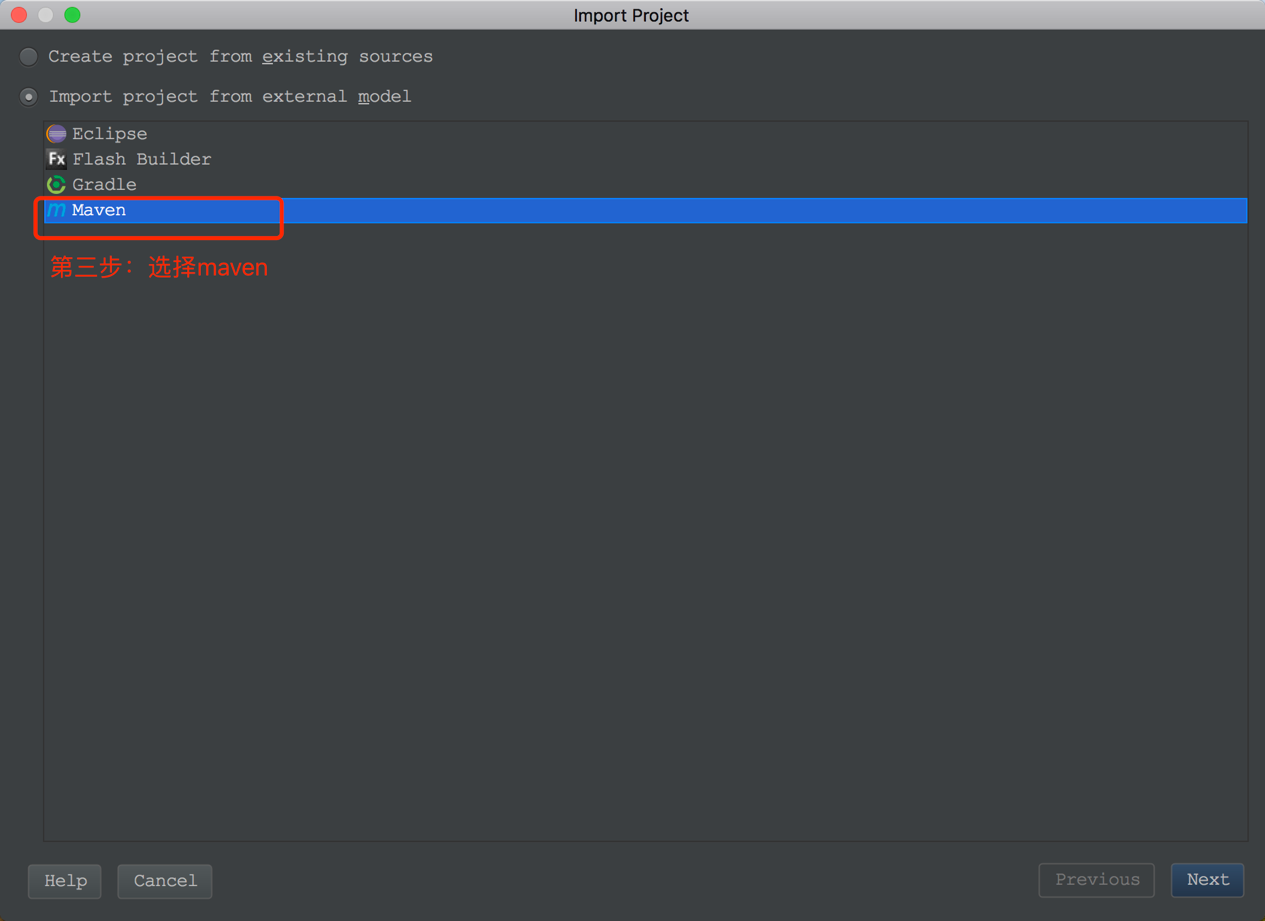 Import Project
Create project from existing sources
Import project from external model
Eclipse
Fx Flash Builder
Gradle
m Maven
第三步：选择maven
Help
Cancel
Previous
Next